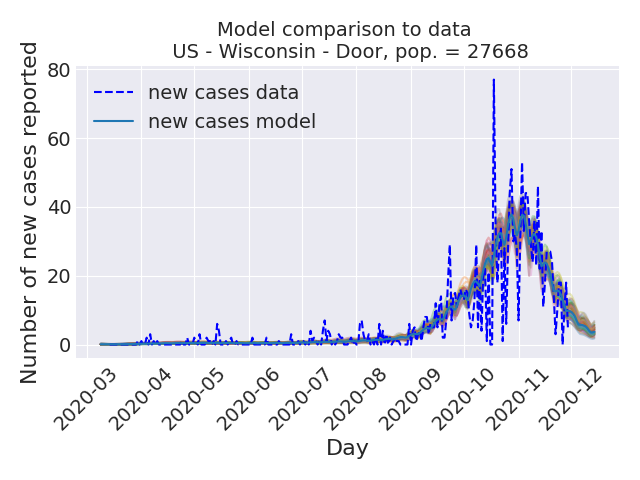 Model comparison to data
US - Wisconsin - Door, pop. = 27668
Number of new cases reported
80
60
40
20
0
new cases data
new cases model
2020-03
2020-04
2020-05
2020-06
2020-07
2020-08
2020-09
2020-10
2020-11
2020-12
Day